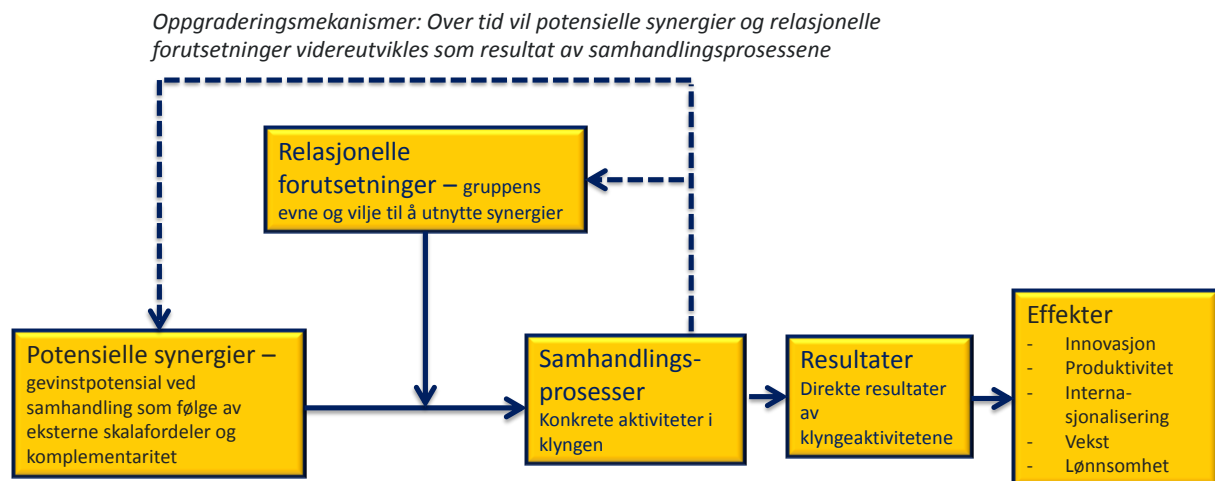 Oppgraderingsmekanismer: Over tid vil potensielle synergier og relasjonelle
forutsetninger videreutvikles som resultat av samhandlingsprosessene
Relasjonelle
forutsetninger – gruppens
evne og vilje til å utnytte synergier
Potensielle synergier –
gevinstpotensial ved
samhandling som følge av
eksterne skalafordeler og
komplementaritet
Samhandlings-
prosesser
Konkrete aktiviteter i
klyngen
Resultater
Direkte resultater
av
klyngeaktivitetene
Effekter
- Innovasjon
- Produktivitet
- Interna-
sjonalisering
- Vekst
- Lønnsomhet